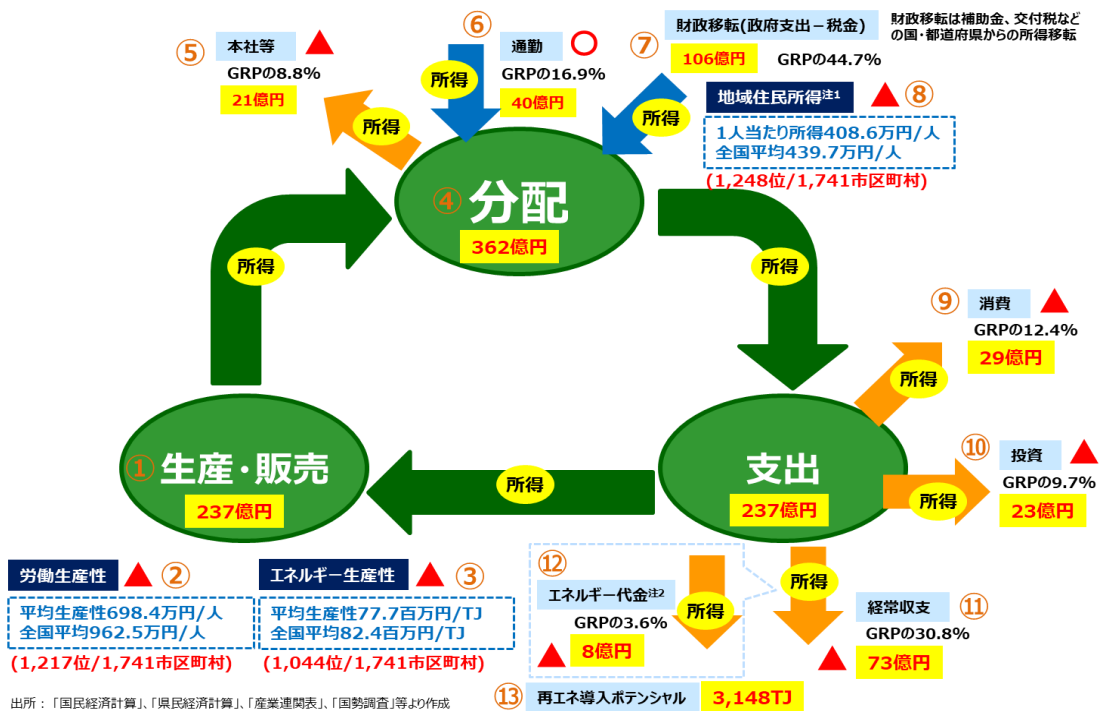 ⑤
本社等
▲
GRPの8.8%
21億円
所得
⑥
通勤
○
GRPの16.9%
40億円
所得
⑦
財政移転(政府支出－税金)
106億円 GRPの44.7%
所得
財政移転は補助金、交付税など
の国・都道府県からの所得移転
地域住民所得注1
▲
⑧
1人当たり所得408.6万円/人
全国平均439.7万円/人
(1,248位/1,741市区町村)
④
分配
362億円
所得
所得
⑨
消費
▲
GRPの12.4%
29億円
所得
①
生産・販売
237億円
所得
支出
237億円
⑩
投資
▲
GRPの9.7%
23億円
所得
労働生産性
▲
②
平均生産性698.4万円/人
全国平均962.5万円/人
(1,217位/1,741市区町村)
エネルギー生産性
▲
③
平均生産性77.7百万円/TJ
全国平均82.4百万円/TJ
(1,044位/1,741市区町村)
⑫
エネルギー代金注2
GRPの3.6%
▲
8億円
所得
所得
経常収支
⑪
GRPの30.8%
▲
73億円
⑬
再エネ導入ポテンシャル
3,148TJ
出所：「国民経済計算」、「県民経済計算」、「産業連関表」、「国勢調査」等より作成